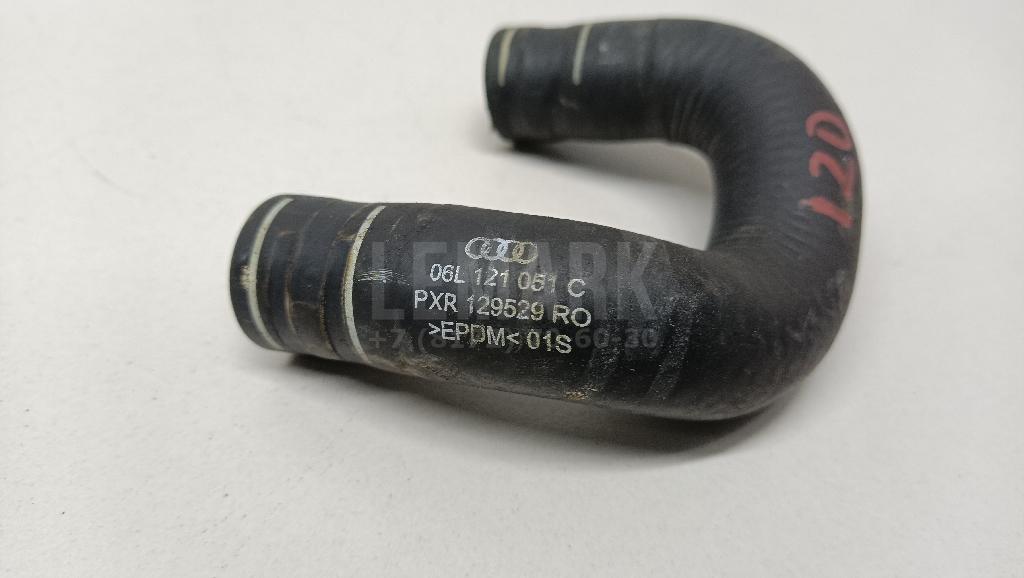 06L 121 051 C
PXR 129529 RO
>EPDM< 01S
120
LEMARK